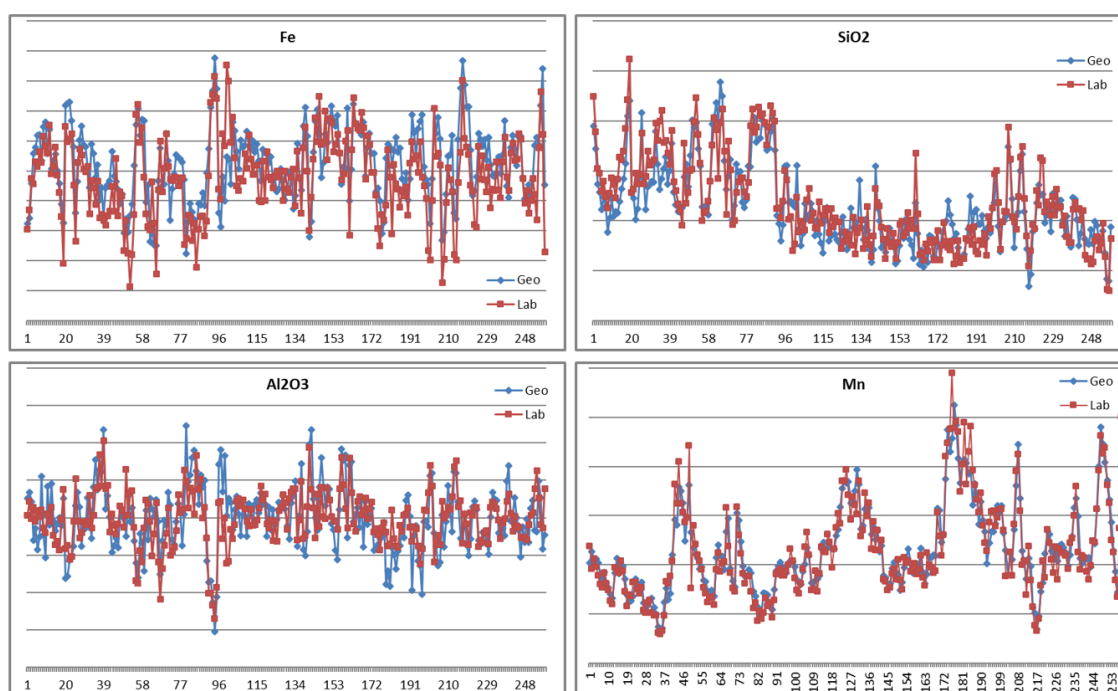 Fe
Geo
Lab
1 20 39 58 77 96 115 134 153 172 191 210 229 248
SiO2
Geo
Lab
1 20 39 58 77 96 115 134 153 172 191 210 229 248
Al2O3
Geo
Lab
1 20 39 58 77 96 115 134 153 172 191 210 229 248
Mn
Geo
Lab
1 10 19 28 37 46 55 64 73 82 91 100 109 118 127 136 145 154 163 172 181 190 199 208 217 226 235 244 253